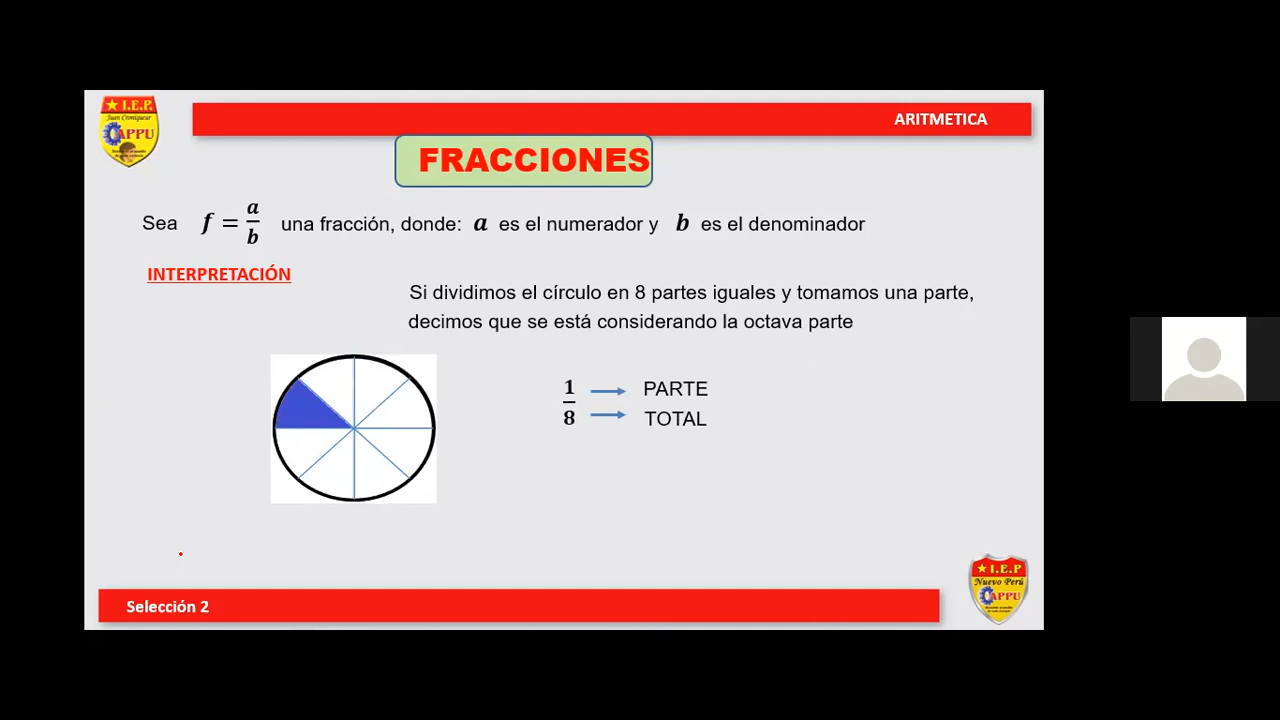 I.E.P.
Juan Croniqueur
CAPPU
ARITMETICA
FRACCIONES
Sea f = a/b una fracción, donde: a es el numerador y b es el denominador
INTERPRETACIÓN
Si dividimos el círculo en 8 partes iguales y tomamos una parte,
decimos que se está considerando la octava parte
1 → PARTE
8 → TOTAL
I.E.P
Nuevo Perú
CAPPU
Selección 2